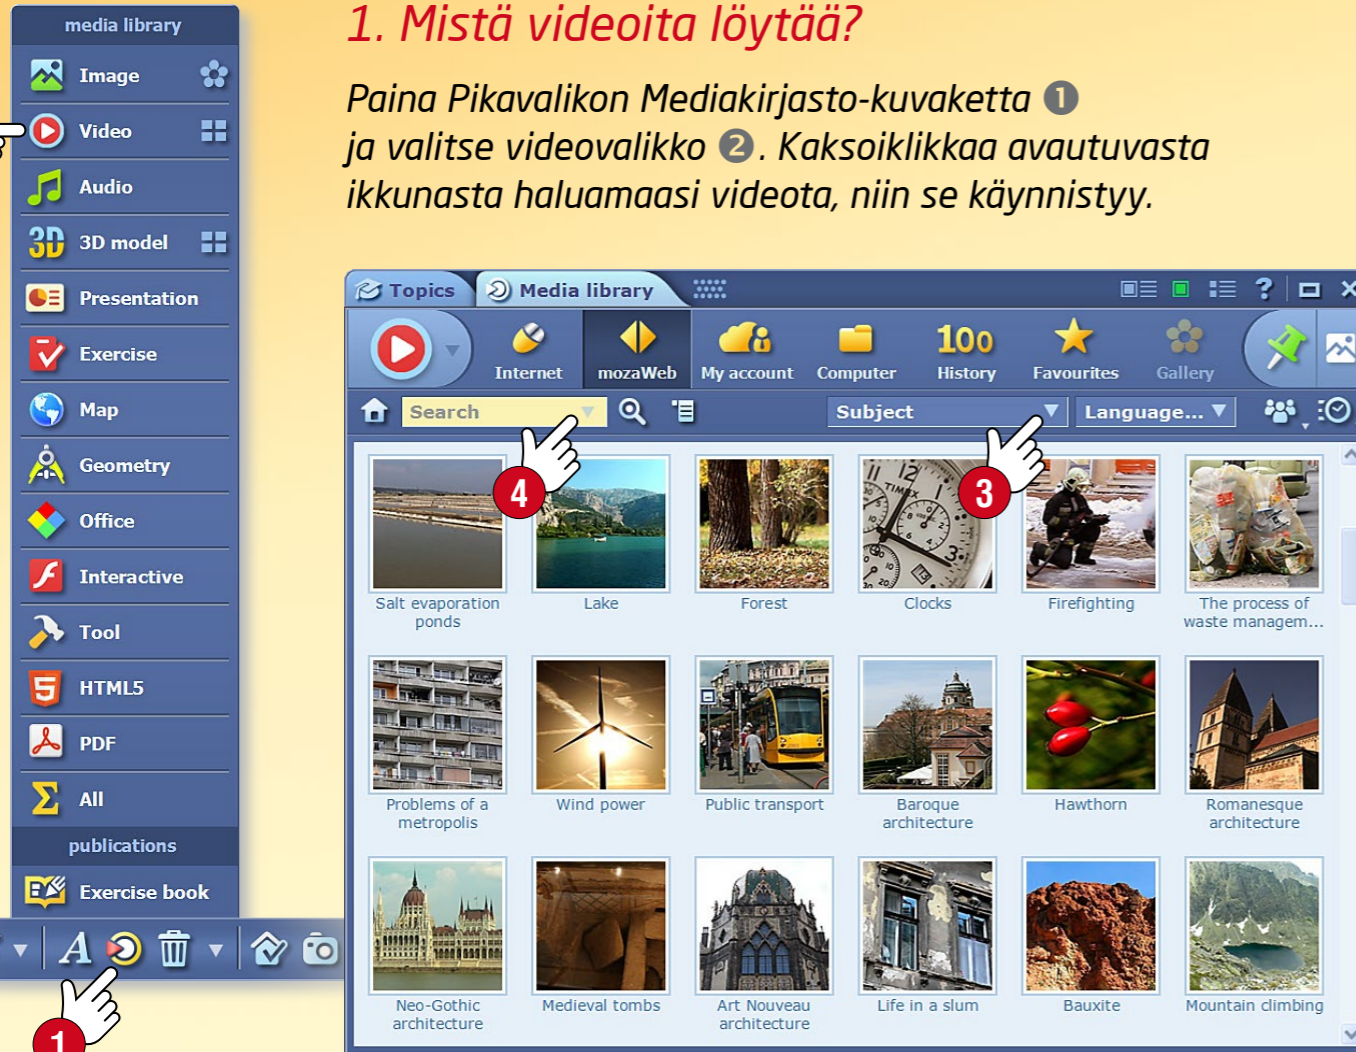 media library
Image
Video
Audio
3D model
Presentation
Exercise
Map
Geometry
Office
Interactive
Tool
HTML5
PDF
All
publications
Exercise book
1
1. Mistä videoita löytää?
Paina Pikavalikon Mediakirjasto-kuvaketta 1
ja valitse videovalikko 2. Kaksoiklikkaa avautuvasta
ikkunasta haluamaasi videota, niin se käynnistyy.
Topics Media library
Internet mozaWeb My account Computer 100 History Favourites Gallery
Search Subject Language...
4 3
Salt evaporation ponds
Lake
Forest
Clocks
Firefighting
The process of waste managem...
Problems of a metropolis
Wind power
Public transport
Baroque architecture
Hawthorn
Romanesque architecture
Neo-Gothic architecture
Medieval tombs
Art Nouveau architecture
Life in a slum
Bauxite
Mountain climbing